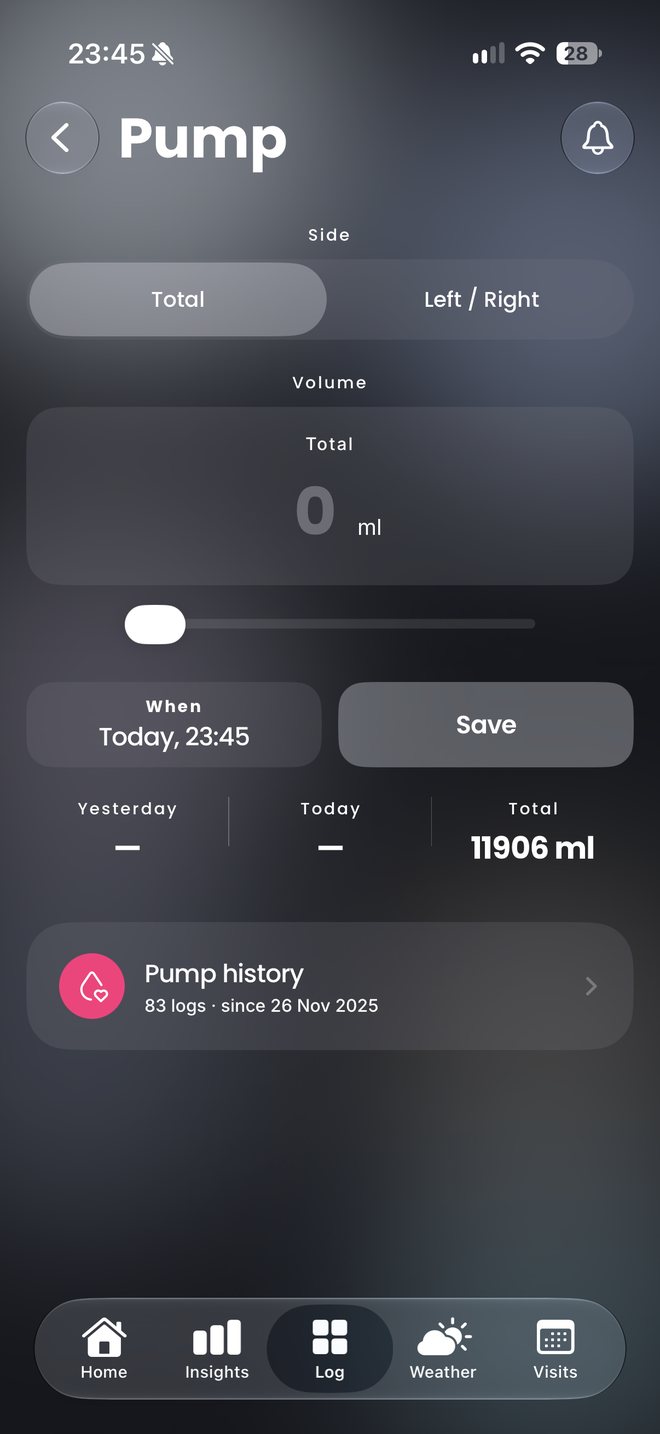 23:45
28
Pump
Side
Total
Left / Right
Volume
Total
0 ml
When
Today, 23:45
Save
Yesterday
Today
Total
—
—
11906 ml
Pump history
83 logs · since 26 Nov 2025
Home
Insights
Log
Weather
Visits